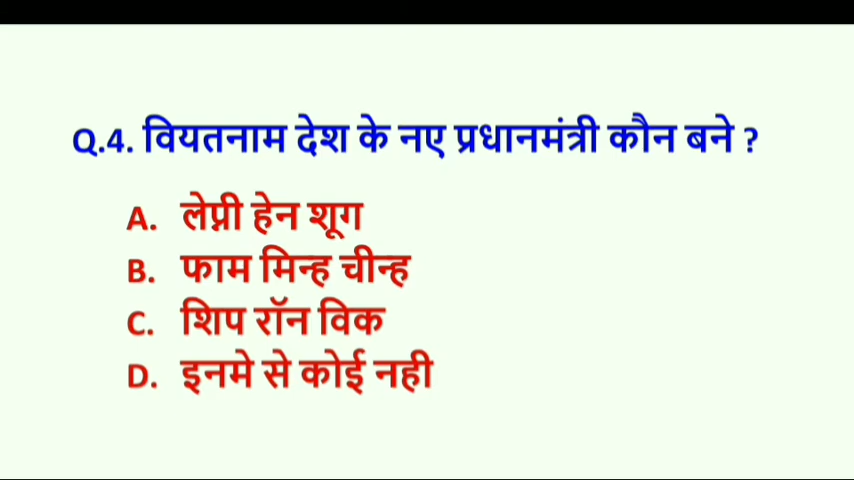 Q.4. वियतनाम देश के नए प्रधानमंत्री कौन बने ?
A. लेप्री हेन शूग
B. फाम मिन्ह चीन्ह
C. शिप रॉन विक
D. इनमे से कोई नही